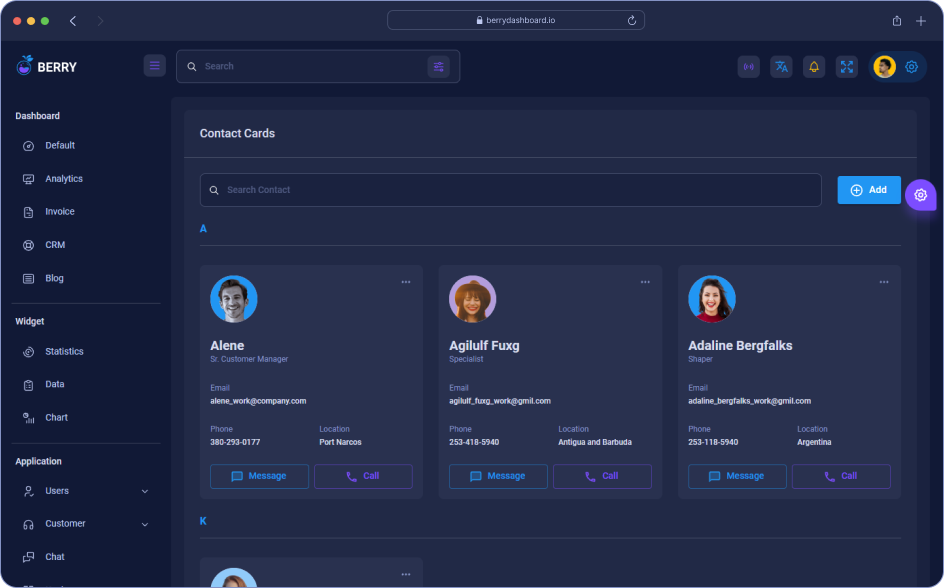 berrydashboard.io
BERRY
Search
Dashboard
Default
Analytics
Invoice
CRM
Blog
Widget
Statistics
Data
Chart
Application
Users
Customer
Chat
Contact Cards
Search Contact
Add
A
Alene
Sr. Customer Manager
Email
alene_work@company.com
Phone
Location
380-293-0177
Port Narcos
Message
Call
Agilulf Fuxg
Specialist
Email
agilulf_fuxg_work@gmil.com
Phone
Location
253-418-5940
Antigua and Barbuda
Message
Call
Adaline Bergfalks
Shaper
Email
adaline_bergfalks_work@gmil.com
Phone
Location
253-118-5940
Argentina
Message
Call
K